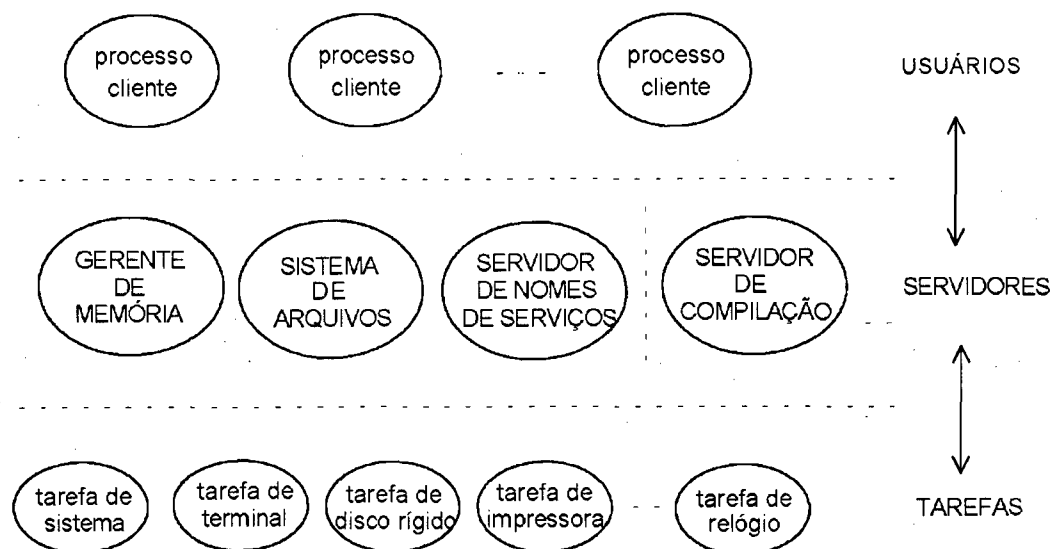 processo
cliente
processo
cliente
processo
cliente
USUÁRIOS
GERENTE
DE
MEMÓRIA
SISTEMA
DE
ARQUIVOS
SERVIDOR
DE NOMES
DE SERVIÇOS
SERVIDOR
DE
COMPILAÇÃO
SERVIDORES
tarefa de
sistema
tarefa de
terminal
tarefa de
disco rígido
tarefa de
impressora
tarefa de
relógio
TAREFAS